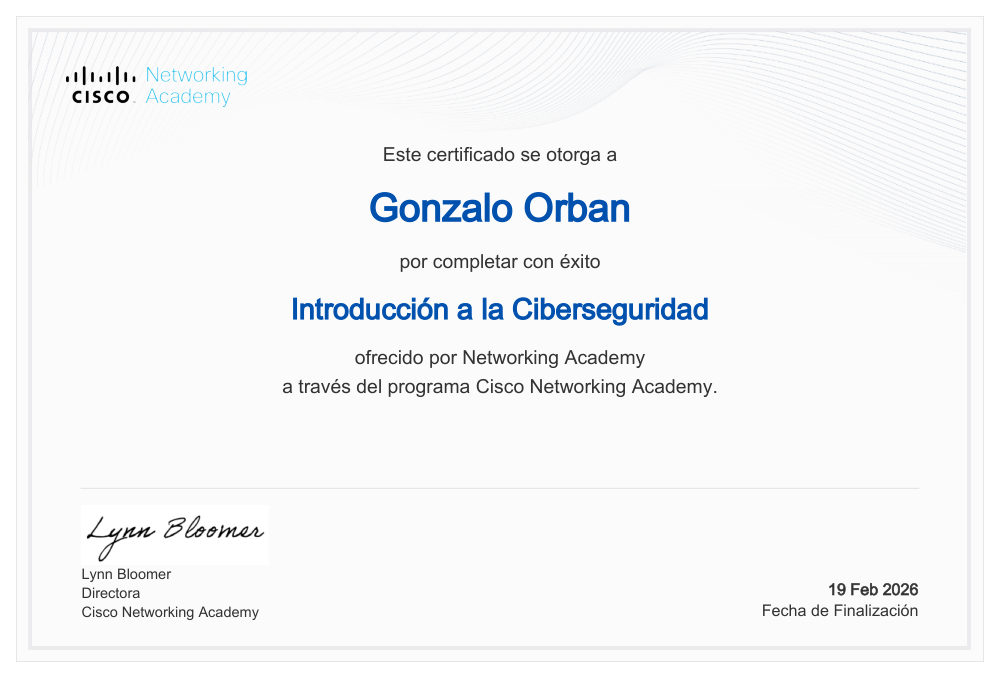 Networking
CISCO Academy
Este certificado se otorga a
Gonzalo Orban
por completar con éxito
Introducción a la Ciberseguridad
ofrecido por Networking Academy
a través del programa Cisco Networking Academy.
Lynn Bloomer
Lynn Bloomer
Directora
Cisco Networking Academy
19 Feb 2026
Fecha de Finalización